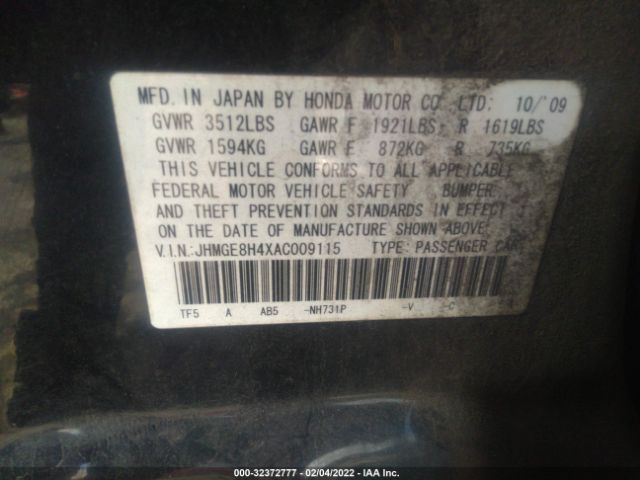 MFD. IN JAPAN BY HONDA MOTOR CO. LTD: 10/'09
GVWR 3512LBS GAWR F 1921LBS R 1619LBS
GVWR 1594KG GAWR F 872KG R 735KG
THIS VEHICLE CONFORMS TO ALL APPLICABLE
FEDERAL MOTOR VEHICLE SAFETY BUMPER
AND THEFT PREVENTION STANDARDS IN EFFECT
ON THE DATE OF MANUFACTURE SHOWN ABOVE.
V.I.N.:JHMGE8H4XAC009115 TYPE: PASSENGER CAR
TF5 A AB5 -NH731P -V -C
000-32372777 - 02/04/2022 - IAA Inc.